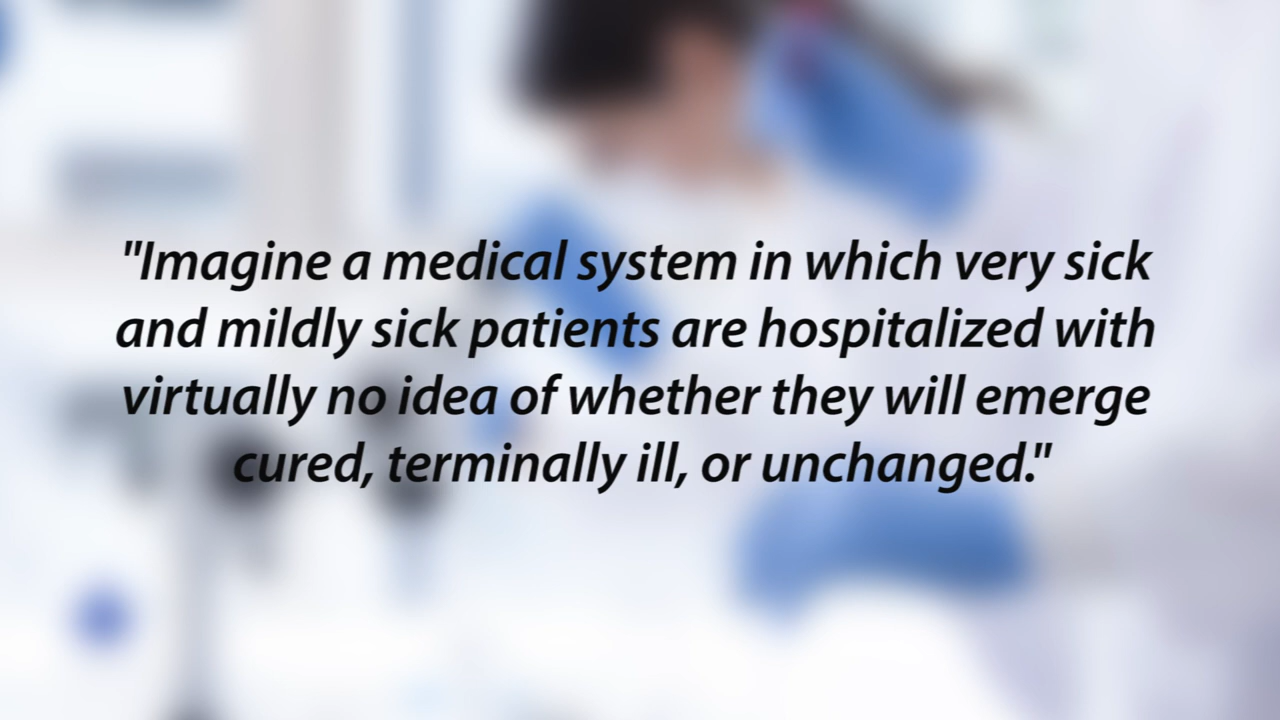 "Imagine a medical system in which very sick
and mildly sick patients are hospitalized with
virtually no idea of whether they will emerge
cured, terminally ill, or unchanged."